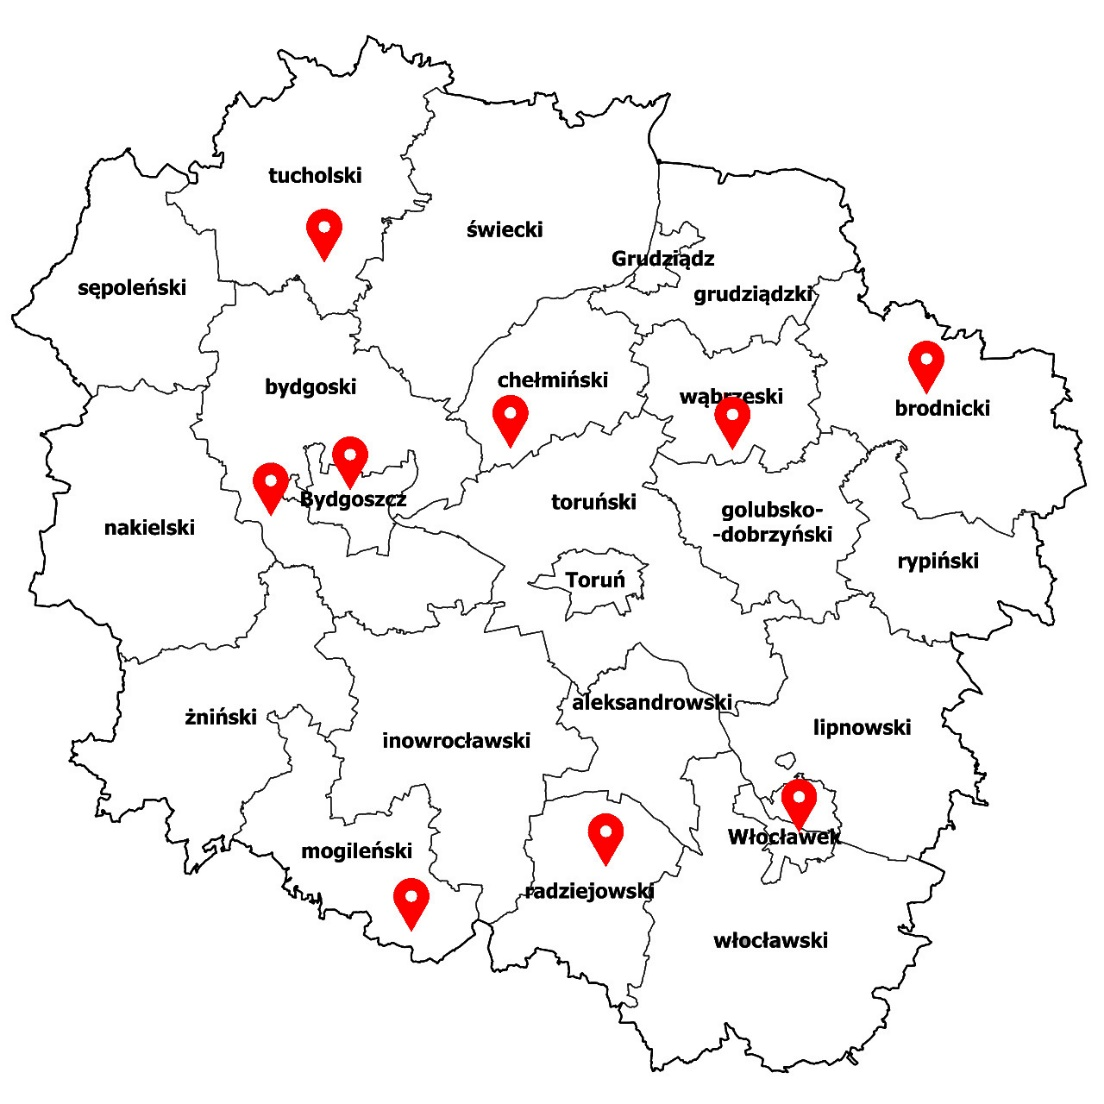 tucholski
świecki
Grudziądz
sępoleński
grudziądzki
chełmiński
bydgoski
wąbrzeski
brodnicki
Bydgoszcz
toruński
golubsko-
-dobrzyński
nakielski
rypiński
Toruń
aleksandrowski
żniński
lipnowski
inowrocławski
Włocławek
mogileński
radziejowski
włocławski